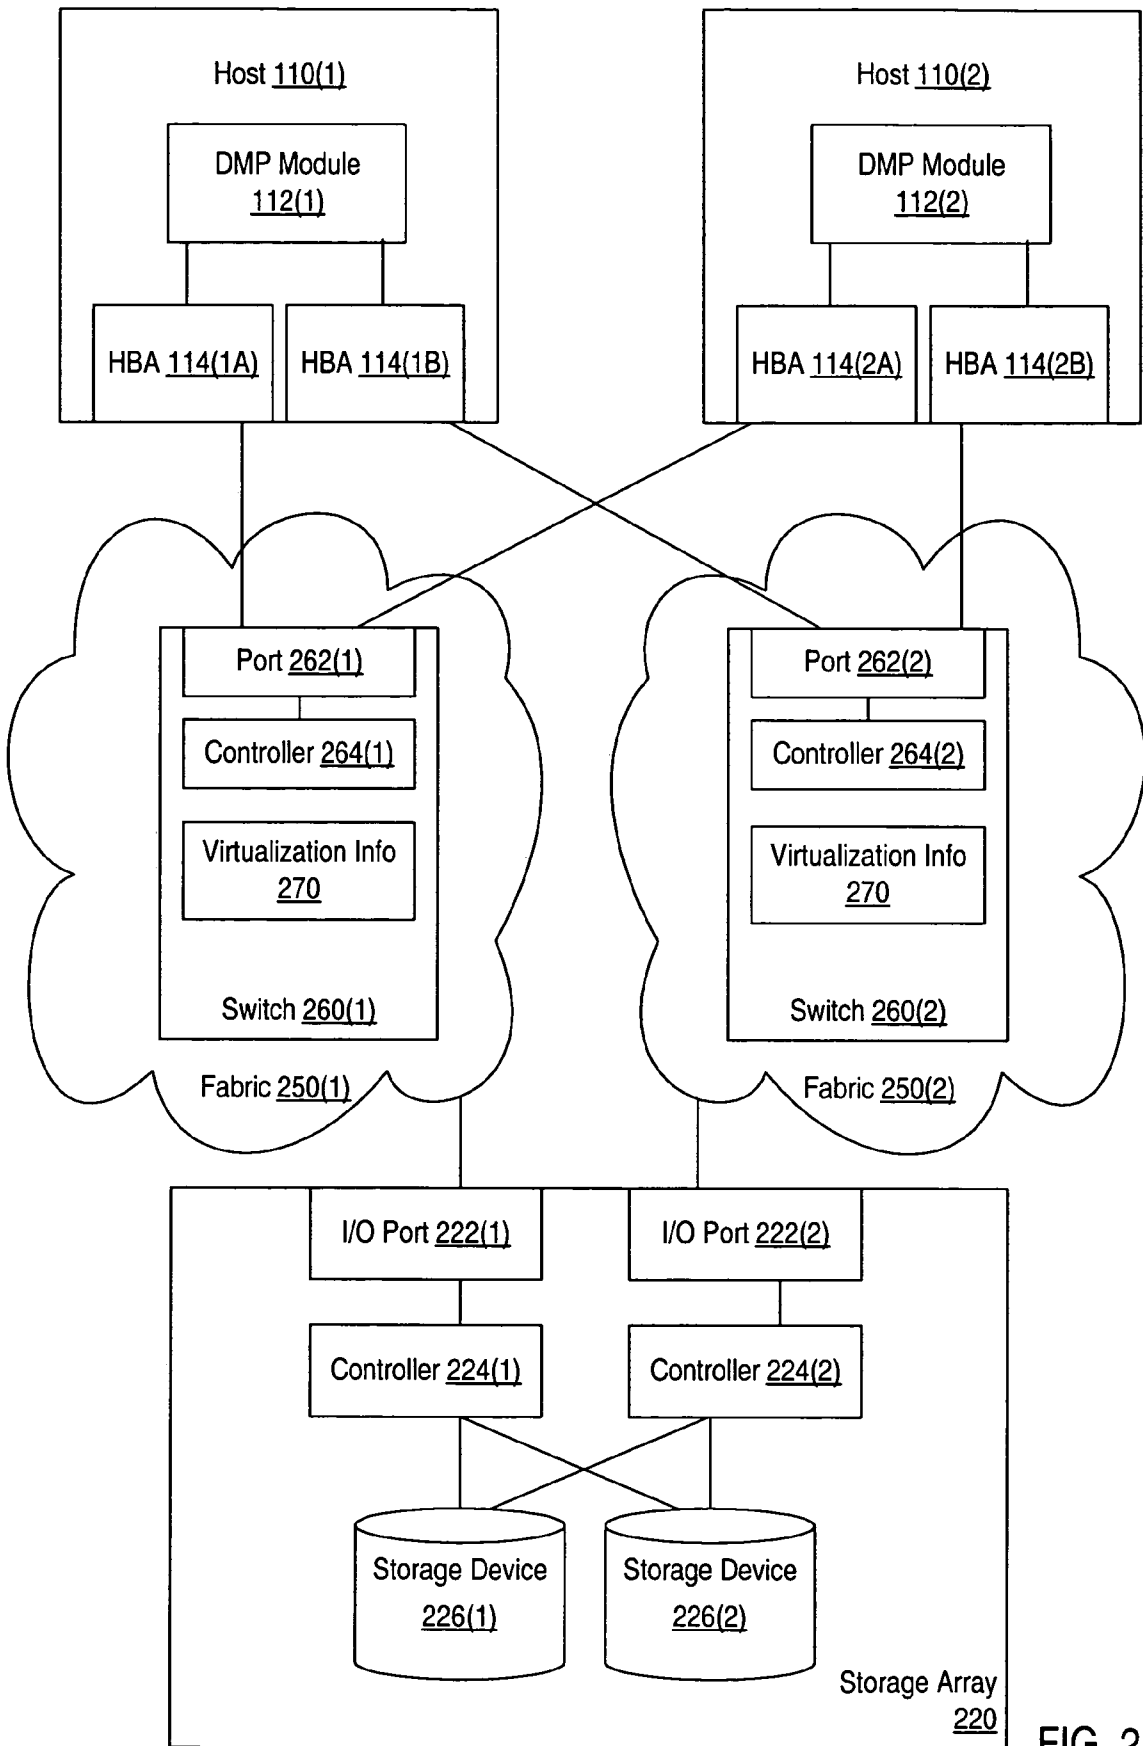 Host 110(1)
DMP Module
112(1)
HBA 114(1A)
HBA 114(1B)
Host 110(2)
DMP Module
112(2)
HBA 114(2A)
HBA 114(2B)
Port 262(1)
Controller 264(1)
Virtualization Info
270
Switch 260(1)
Fabric 250(1)
Port 262(2)
Controller 264(2)
Virtualization Info
270
Switch 260(2)
Fabric 250(2)
I/O Port 222(1)
I/O Port 222(2)
Controller 224(1)
Controller 224(2)
Storage Device
226(1)
Storage Device
226(2)
Storage Array
220
FIG. 2